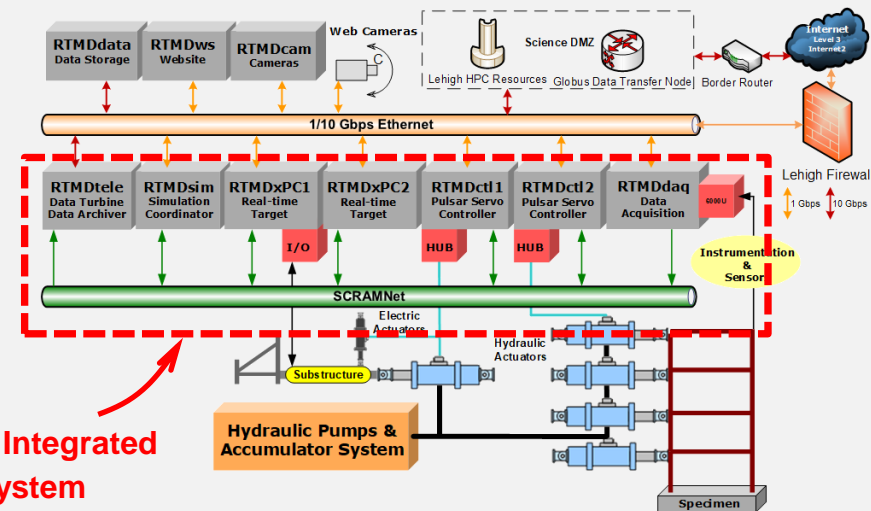 RTMDdata
Data Storage
RTMDws
Website
RTMDcam
Cameras
Web Cameras
C
Science DMZ
Lehigh HPC Resources
Globus Data Transfer Node
Border Router
Internet
Level 3
Internet2
1/10 Gbps Ethernet
Lehigh Firewall
1 Gbps
10 Gbps
RTMDtele
Data Turbine
Data Archiver
RTMDsim
Simulation
Coordinator
RTMDxPC1
Real-time
Target
RTMDxPC2
Real-time
Target
RTMDctl1
Pulsar Servo
Controller
RTMDctl2
Pulsar Servo
Controller
RTMDdaq
Data
Acquisition
6000U
I/O
HUB
HUB
Instrumentation
&
Sensor
SCRAMNet
Electric
Actuators
Hydraulic
Actuators
Substructure
Hydraulic Pumps &
Accumulator System
Integrated
ystem
Specimen